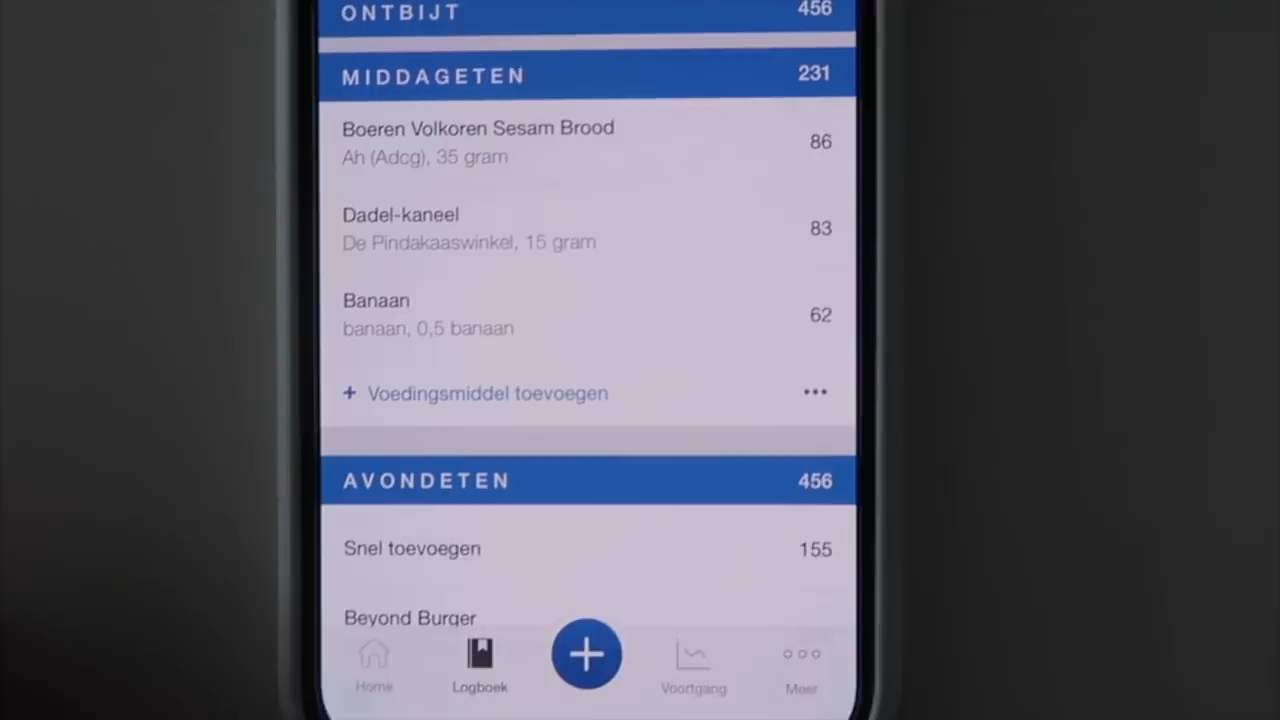 ONTBIJT 456
MIDDAGETEN 231
Boeren Volkoren Sesam Brood 86
Ah (Adcg), 35 gram
Dadel-kaneel 83
De Pindakaaswinkel, 15 gram
Banaan 62
banaan, 0,5 banaan
+ Voedingsmiddel toevoegen
AVONDETEN 456
Snel toevoegen 155
Beyond Burger
Home Logboek Voortgang Meer